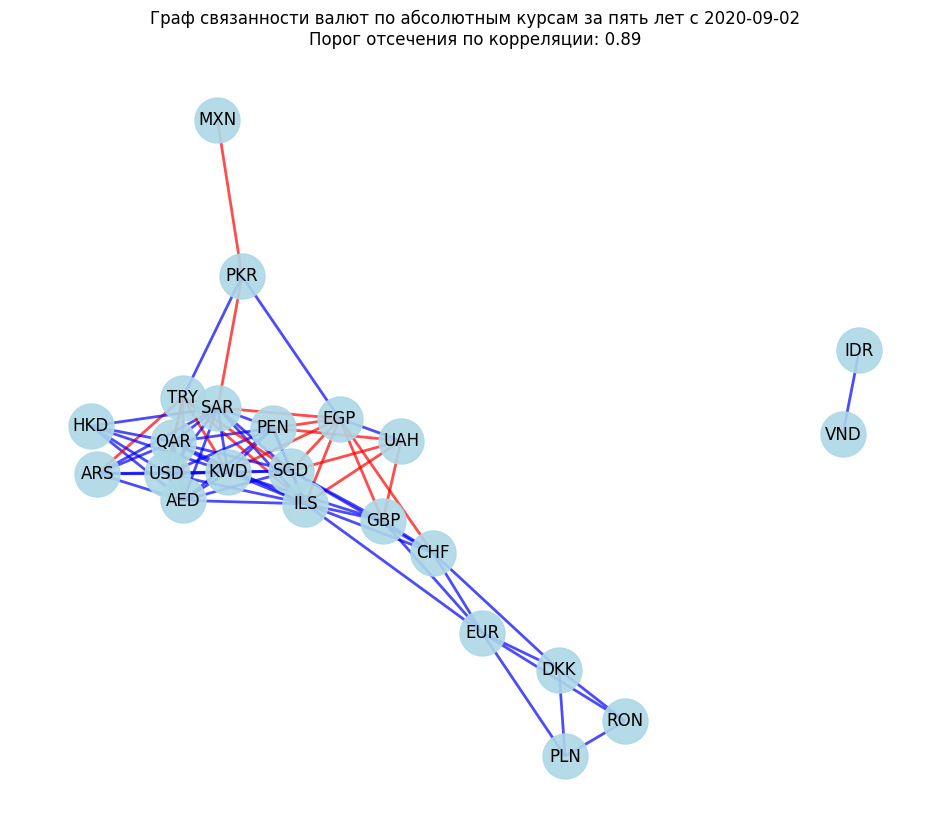 Граф связанности валют по абсолютным курсам за пять лет с 2020-09-02
Порог отсечения по корреляции: 0.89
MXN
PKR
IDR
TRY
SAR
EGP
HKD
PEN
VND
QAR
UAH
ARS
USD
KWD
SGD
AED
ILS
GBP
CHF
EUR
DKK
RON
PLN